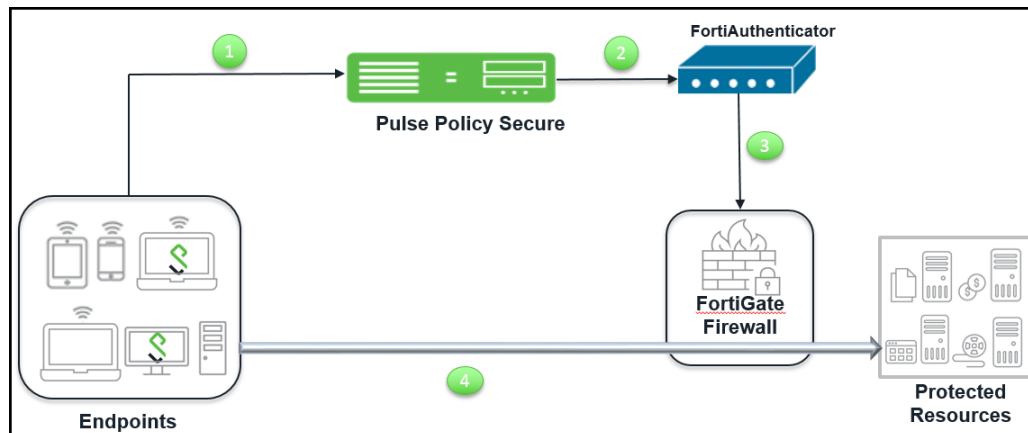 1
2
FortiAuthenticator
Pulse Policy Secure
3
FortiGate
Firewall
4
Endpoints
Protected
Resources